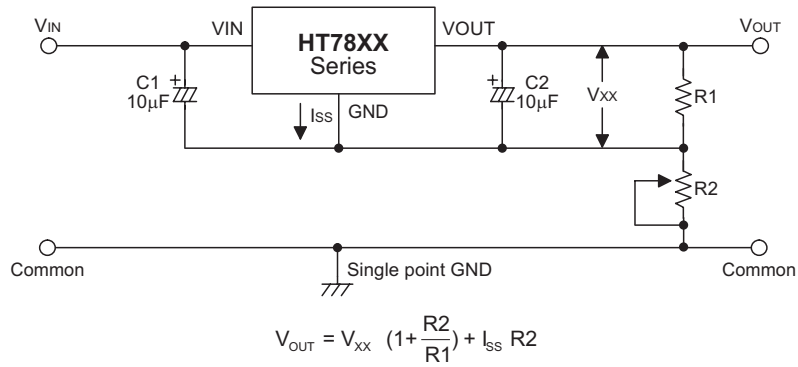 VIN VIN HT78XX VOUT VOUT
Series
C1 + 10μF
ISS GND
+ C2 10μF
VXX
R1
R2
Common Single point GND Common
VOUT = VXX (1+R2/R1) + ISS R2